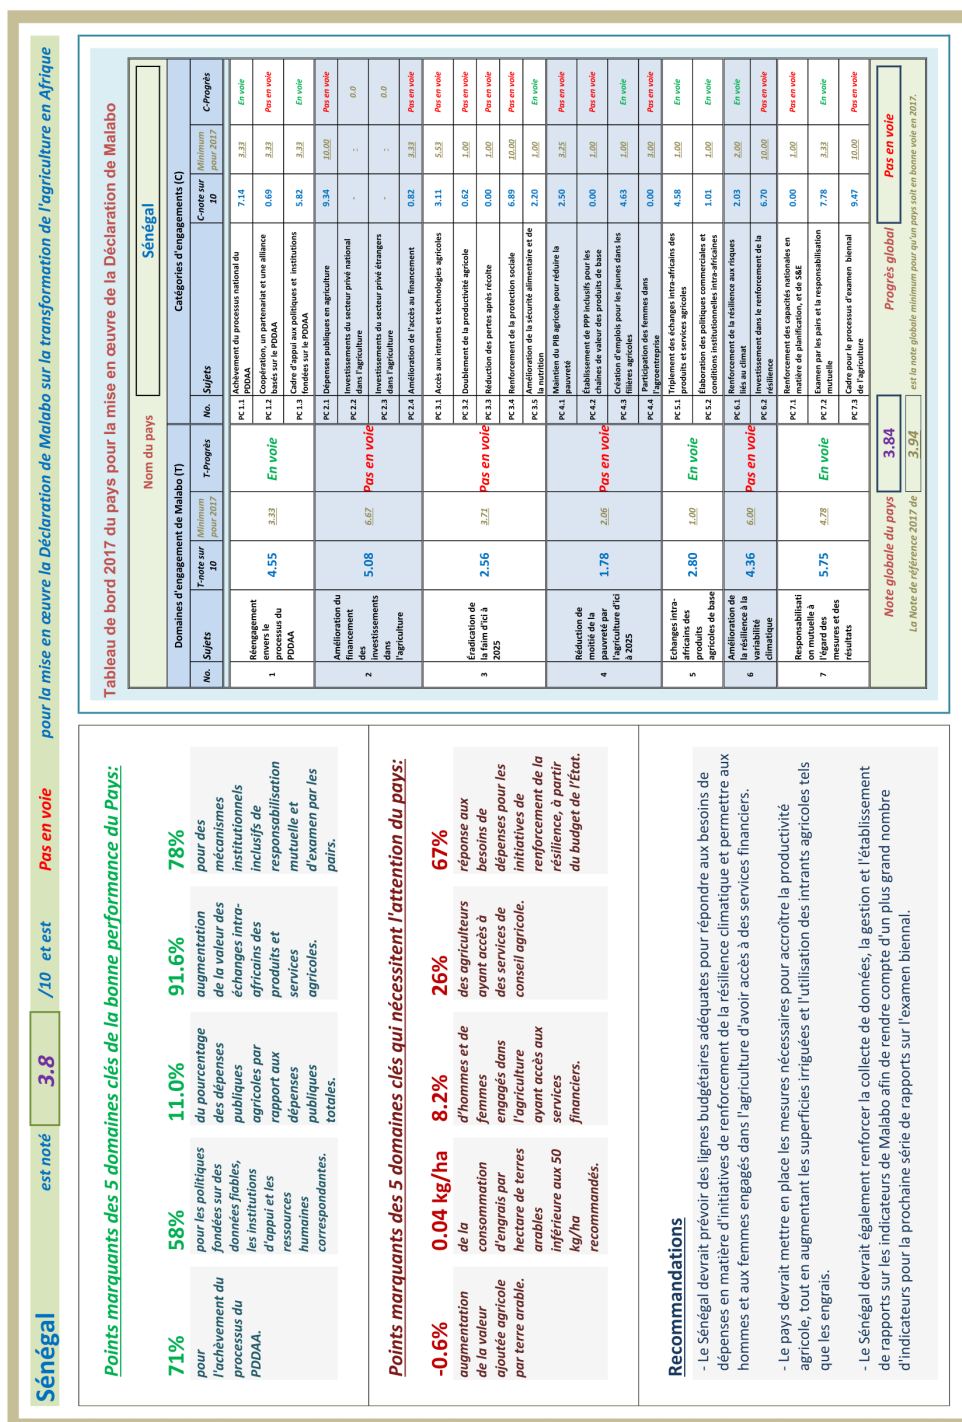 Sénégal est noté 3.8 /10 et est Pas en voie pour la mise en œuvre la Déclaration de Malabo sur la transformation de l'agriculture en Afrique
Points marquants des 5 domaines clés de la bonne performance du Pays:
71%
pour
l'achèvement du
processus du
PDDAA.
58%
pour les politiques
fondées sur des
données fiables,
les institutions
d'appui et les
ressources
humaines
correspondantes.
11.0%
du pourcentage
des dépenses
publiques
agricoles par
rapport aux
dépenses
publiques
totales.
91.6%
augmentation
de la valeur des
échanges intra-
africains des
produits et
services
agricoles.
78%
pour des
mécanismes
institutionnels
inclusifs de
responsabilisation
mutuelle et
d'examen par les
pairs.
Points marquants des 5 domaines clés qui nécessitent l'attention du pays:
-0.6%
augmentation
de la valeur
ajoutée agricole
par terre arable.
0.04 kg/ha
de la
consommation
d'engrais par
hectare de terres
arables
inférieure aux 50
kg/ha
recommandés.
8.2%
d'hommes et de
femmes
engagés dans
l'agriculture
ayant accès aux
services
financiers.
26%
des agriculteurs
ayant accès à
des services de
conseil agricole.
67%
réponse aux
besoins de
dépenses pour les
initiatives de
renforcement de la
résilience, à partir
du budget de l'État.
Recommandations
- Le Sénégal devrait prévoir des lignes budgétaires adéquates pour répondre aux besoins de
dépenses en matière d'initiatives de renforcement de la résilience climatique et permettre aux
hommes et aux femmes engagés dans l'agriculture d'avoir accès à des services financiers.
- Le pays devrait mettre en place les mesures nécessaires pour accroître la productivité
agricole, tout en augmentant les superficies irriguées et l'utilisation des intrants agricoles tels
que les engrais.
- Le Sénégal devrait également renforcer la collecte de données, la gestion et l'établissement
de rapports sur les indicateurs de Malabo afin de rendre compte d'un plus grand nombre
d'indicateurs pour la prochaine série de rapports sur l'examen biennal.
Tableau de bord 2017 du pays pour la mise en œuvre de la Déclaration de Malabo
Nom du pays Sénégal
Domaines d'engagement de Malabo (T) Catégories d'engagements (C)
No. Sujets T-note sur 10 Minimum pour 2017 T-Progrès No. Sujets C-note sur 10 Minimum pour 2017 C-Progrès
1 Réengagement envers le processus du PDDAA 4.55 3.33 En voie
PC 1.1 Achèvement du processus national du PDDAA 7.14 3.33 En voie
PC 1.2 Coopération, un partenariat et une alliance basés sur le PDDAA 0.69 3.33 Pas en voie
PC 1.3 Cadre d'appui aux politiques et institutions fondées sur le PDDAA 5.82 3.33 En voie
2 Amélioration du financement des investissements dans l'agriculture 5.08 6.67 Pas en voie
PC 2.1 Dépenses publiques en agriculture 9.34 10.00 Pas en voie
PC 2.2 Investissements du secteur privé national dans l'agriculture - : 0.0
PC 2.3 Investissements du secteur privé étrangers dans l'agriculture - : 0.0
PC 2.4 Amélioration de l'accès au financement 0.82 3.33 Pas en voie
3 Éradication de la faim d'ici à 2025 2.56 3.71 Pas en voie
PC 3.1 Accès aux intrants et technologies agricoles 3.11 5.53 Pas en voie
PC 3.2 Doublement de la productivité agricole 0.62 1.00 Pas en voie
PC 3.3 Réduction des pertes après récolte 0.00 1.00 Pas en voie
PC 3.4 Renforcement de la protection sociale 6.89 10.00 Pas en voie
PC 3.5 Amélioration de la sécurité alimentaire et de la nutrition 2.20 1.00 En voie
4 Réduction de moitié de la pauvreté par l'agriculture d'ici à 2025 1.78 2.06 Pas en voie
PC 4.1 Maintien du PIB agricole pour réduire la pauvreté 2.50 3.25 Pas en voie
PC 4.2 Établissement de PPP inclusifs pour les chaînes de valeur des produits de base 0.00 1.00 Pas en voie
PC 4.3 Création d'emplois pour les jeunes dans les filières agricoles 4.63 1.00 En voie
PC 4.4 Participation des femmes dans l'agroentreprise 0.00 3.00 Pas en voie
5 Echanges intra-africains des produits agricoles de base 2.80 1.00 En voie
PC 5.1 Triplement des échanges intra-africains des produits et services agricoles 4.58 1.00 En voie
PC 5.2 Élaboration des politiques commerciales et conditions institutionnelles intra-africaines 1.01 1.00 En voie
6 Amélioration de la résilience à la variabilité climatique 4.36 6.00 Pas en voie
PC 6.1 Renforcement de la résilience aux risques liés au climat 2.03 2.00 En voie
PC 6.2 Investissement dans le renforcement de la résilience 6.70 10.00 Pas en voie
7 Responsabilisati on mutuelle à l'égard des mesures et des résultats 5.75 4.78 En voie
PC 7.1 Renforcement des capacités nationales en matière de planification, et de S&E 0.00 1.00 Pas en voie
PC 7.2 Examen par les pairs et la responsabilisation mutuelle 7.78 3.33 En voie
PC 7.3 Cadre pour le processus d'examen biennal de l'agriculture 9.47 10.00 Pas en voie
Note globale du pays 3.84 Progrès global Pas en voie
La Note de référence 2017 de 3.94 est la note globale minimum pour qu'un pays soit en bonne voie en 2017.